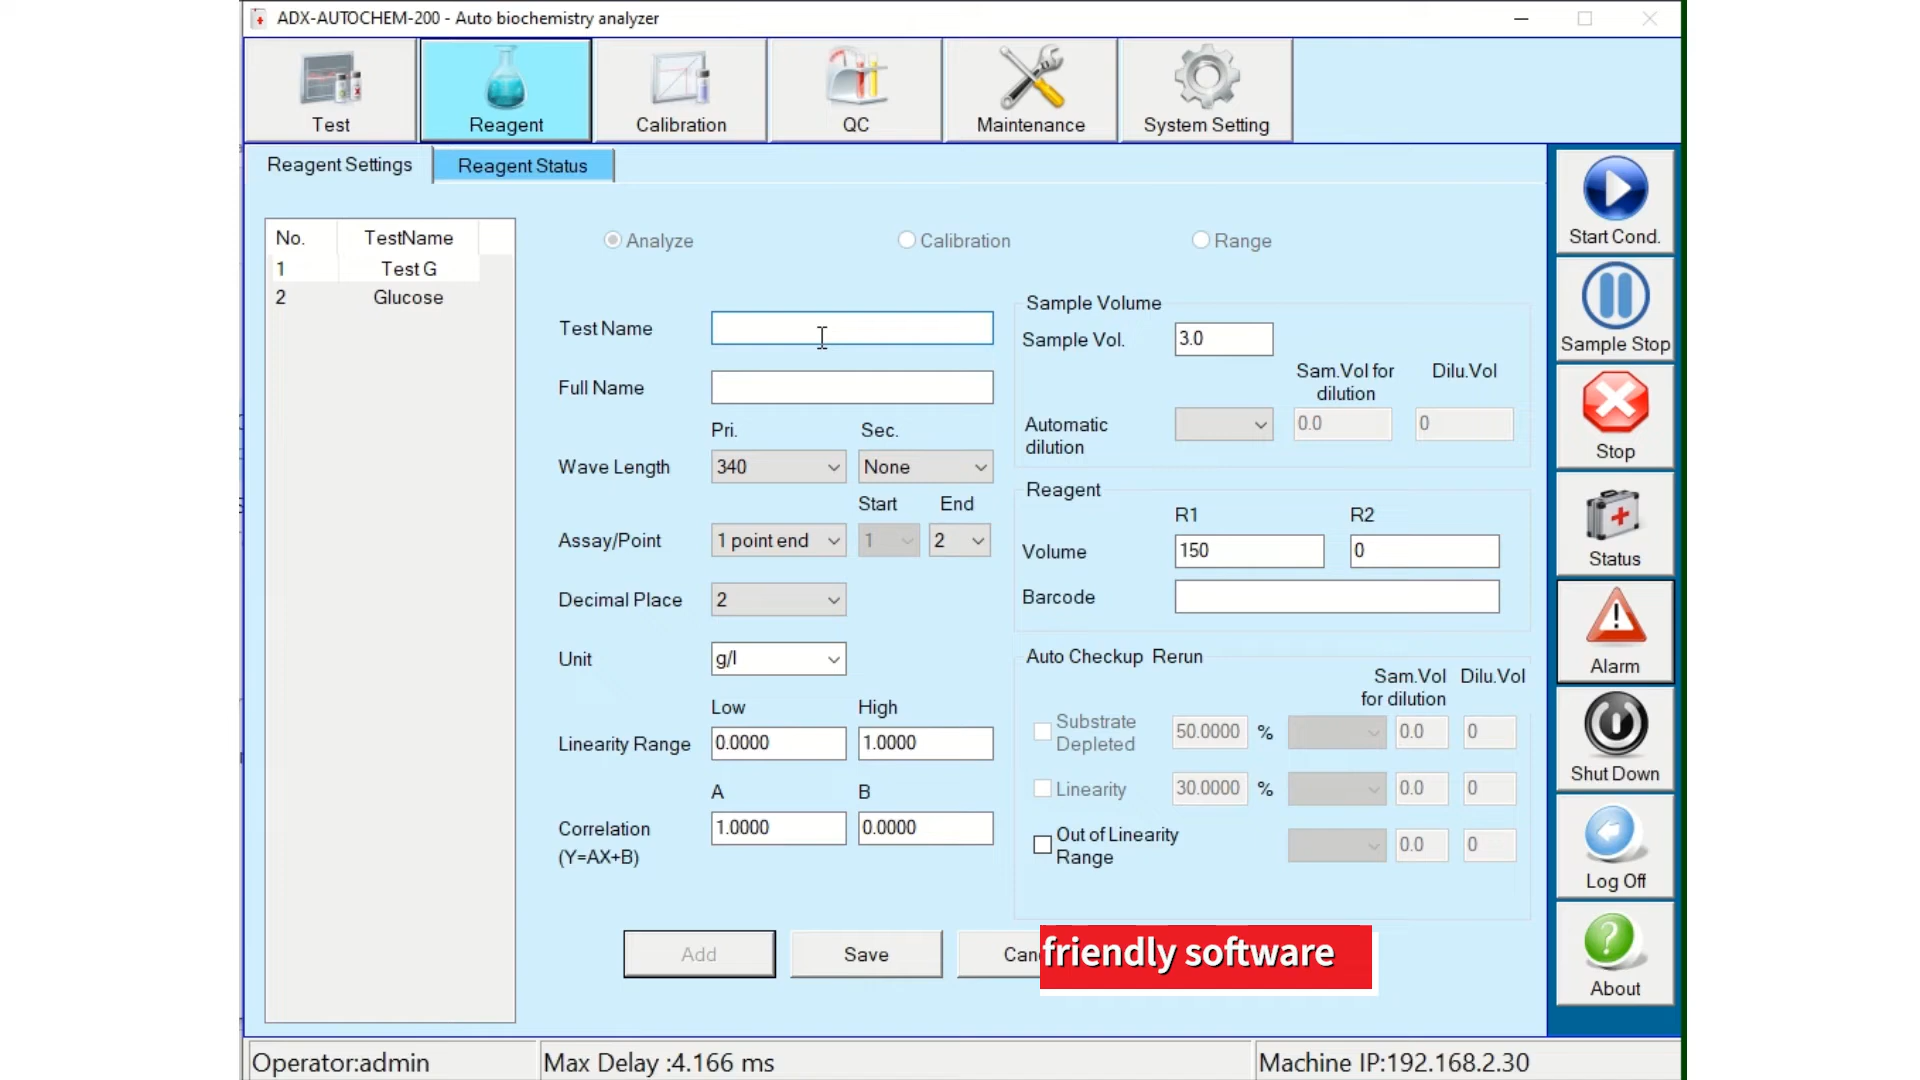 ADX-AUTOCHEM-200 - Auto biochemistry analyzer
Test
Reagent
Calibration
QC
Maintenance
System Setting
Reagent Settings
Reagent Status
No. TestName
1 Test G
2 Glucose
Analyze
Calibration
Range
Test Name
Full Name
Pri. Sec.
Wave Length 340 None
Start End
Assay/Point 1 point end 1 2
Decimal Place 2
Unit g/l
Low High
Linearity Range 0.0000 1.0000
A B
Correlation 1.0000 0.0000
(Y=AX+B)
Sample Volume
Sample Vol. 3.0
Sam.Vol for Dilu.Vol
dilution
Automatic 0.0 0
dilution
Reagent
R1 R2
Volume 150 0
Barcode
Auto Checkup Rerun
Sam.Vol Dilu.Vol
for dilution
Substrate
Depleted 50.0000 % 0.0 0
Linearity 30.0000 % 0.0 0
Out of Linearity
Range 0.0 0
Add
Save
friendly software
Start Cond.
Sample Stop
Stop
Status
Alarm
Shut Down
Log Off
About
Operator:admin
Max Delay :4.166 ms
Machine IP:192.168.2.30